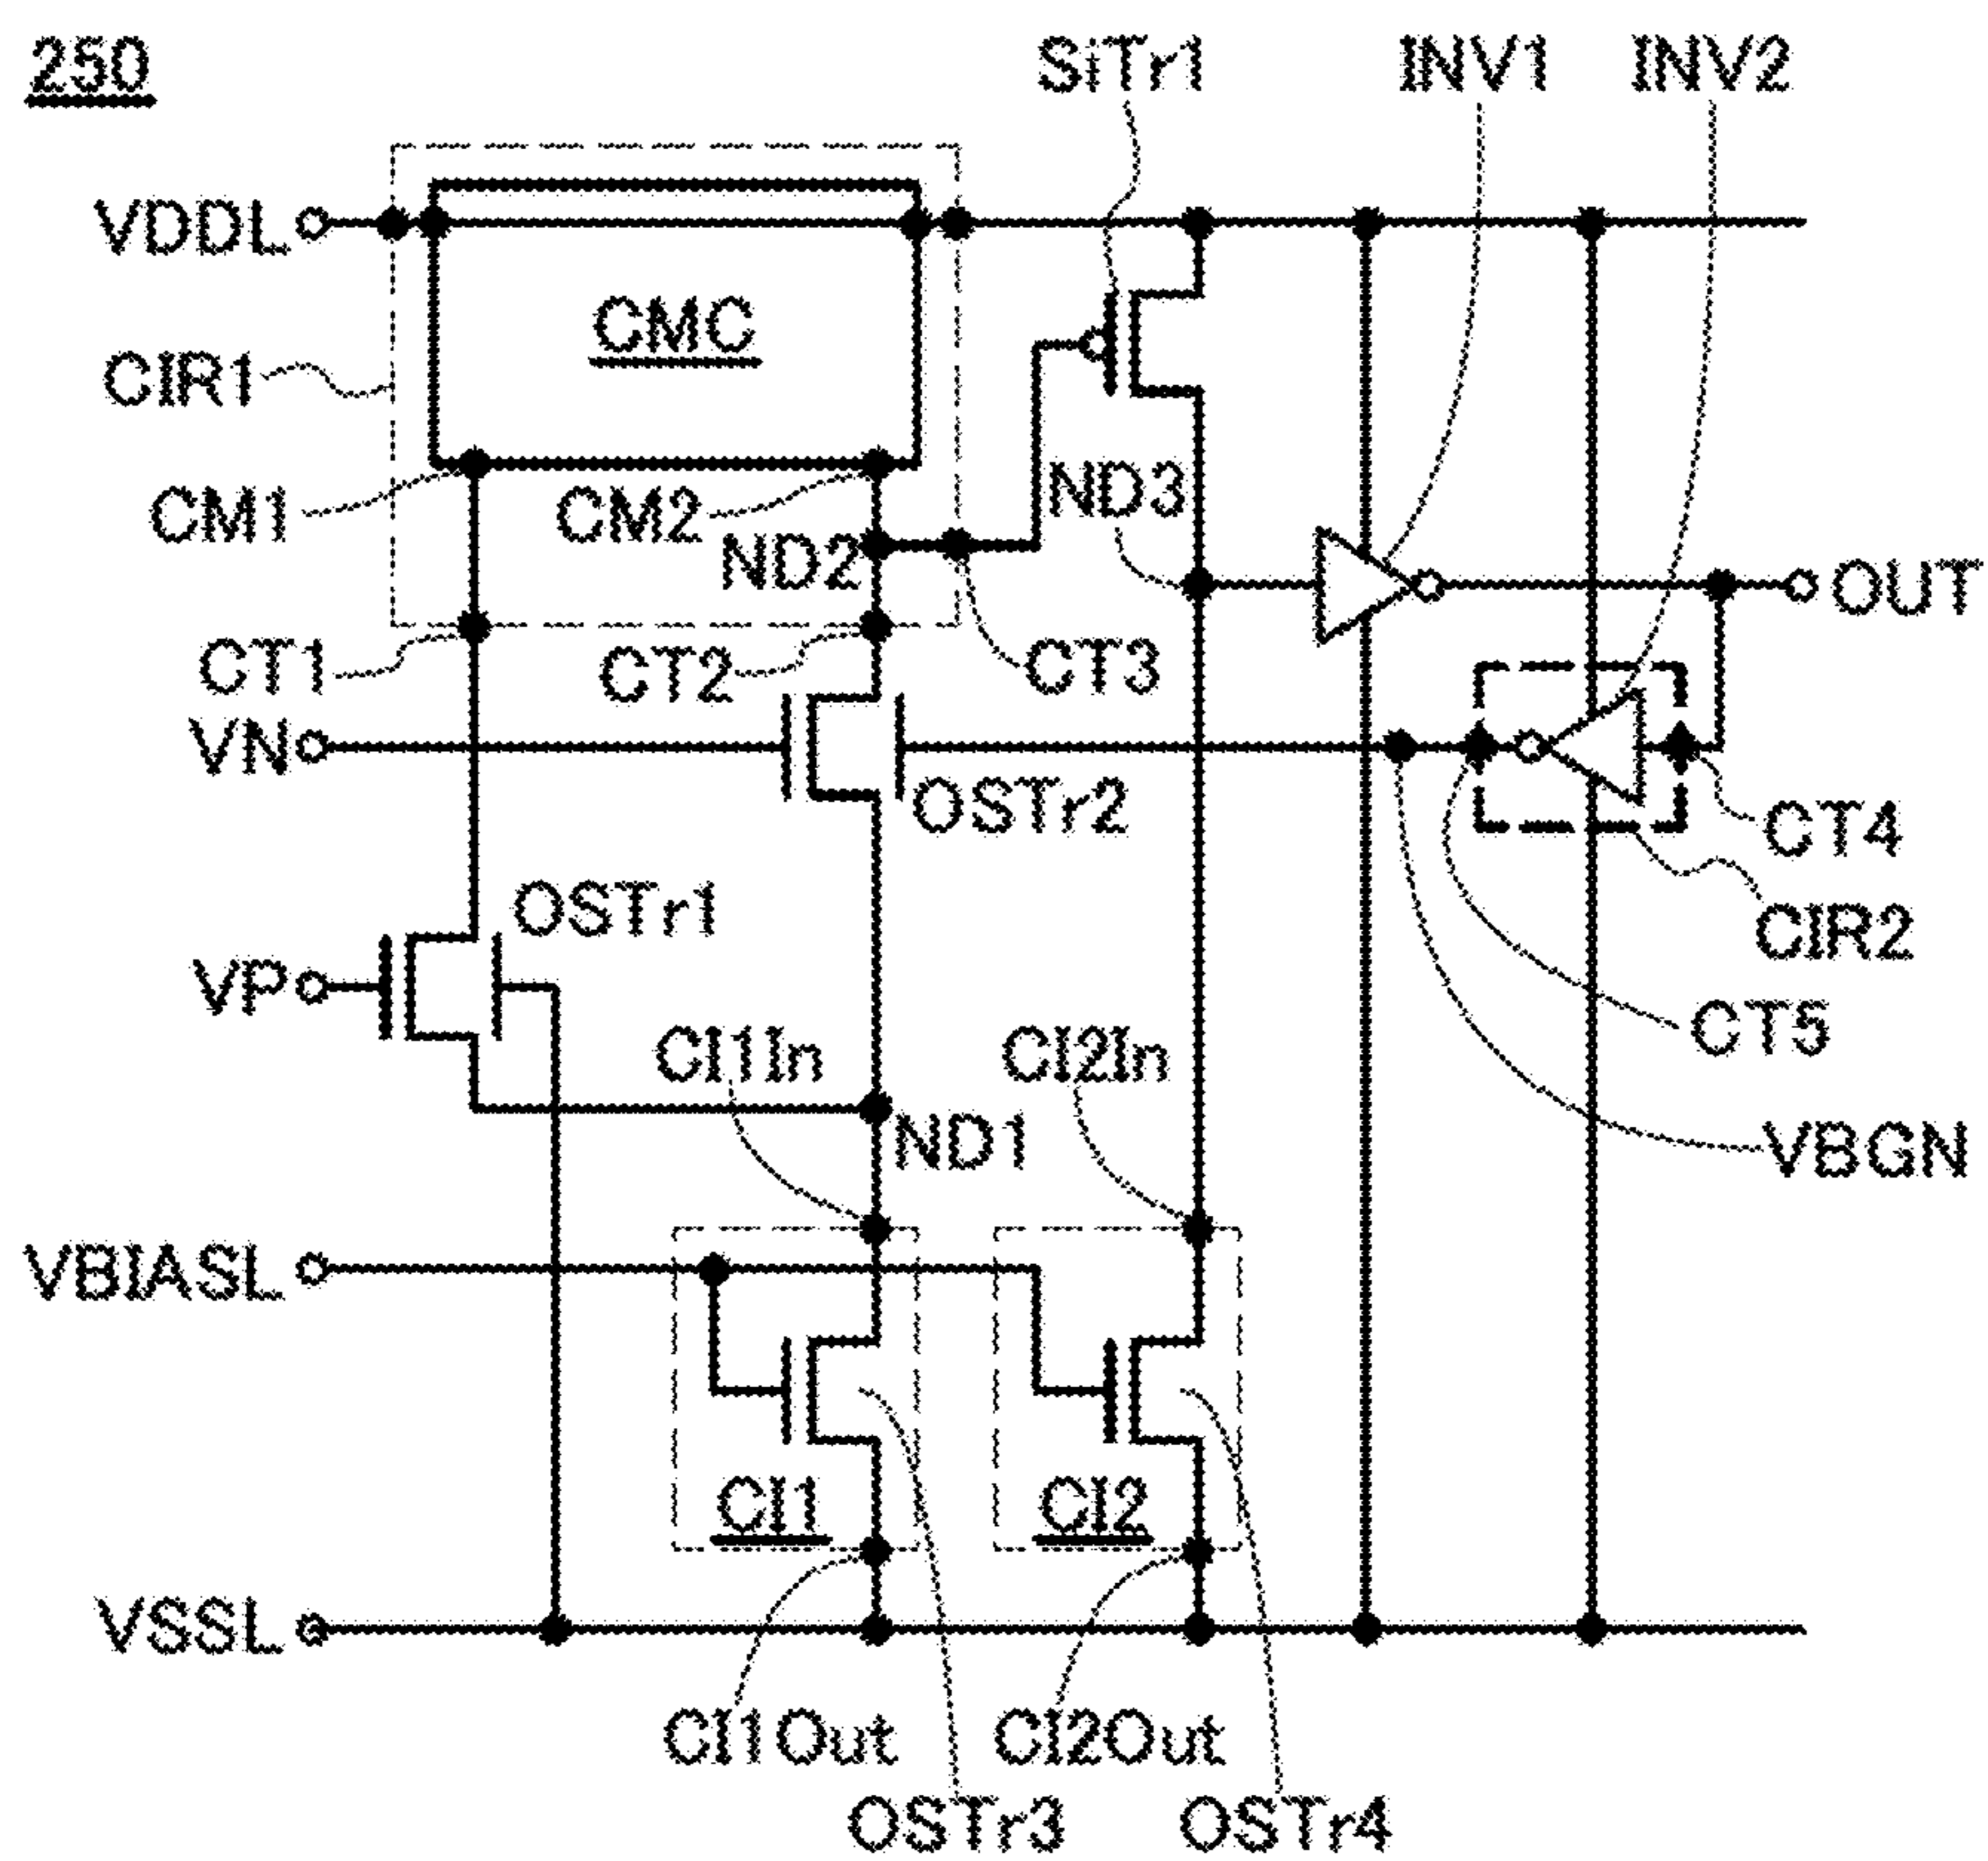 250
SiTr1
INV1
INV2
VDDL
CMC
CIR1
CM1
CM2
ND3
ND2
OUT
CT1
CT2
CT3
VN
OSTr2
CT4
OSTr1
CIR2
VP
CT5
CI1In
CI2In
ND1
VBGN
VBIASL
CI1
CI2
VSSL
CI1Out
CI2Out
OSTr3
OSTr4